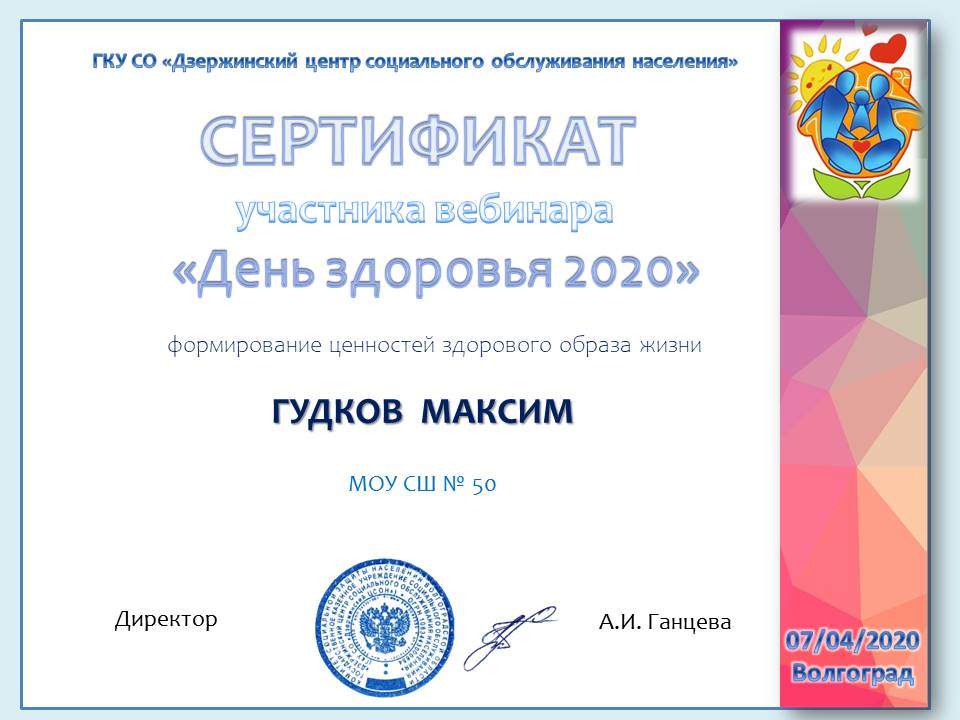 ГКУ СО «Дзержинский центр социального обслуживания населения»
СЕРТИФИКАТ
участника вебинара
«День здоровья 2020»
формирование ценностей здорового образа жизни
ГУДКОВ МАКСИМ
МОУ СШ № 50
Директор
А.И. Ганцева
07/04/2020
Волгоград